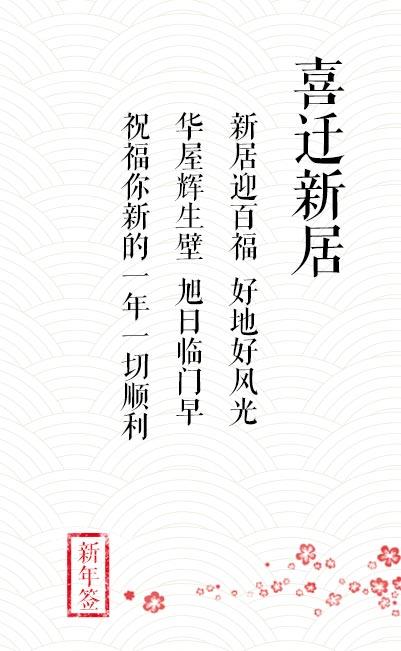 喜迁新居
新居迎百福 好地好风光
华屋辉生壁 旭日临门早
祝福你新的一年一切顺利
新年签